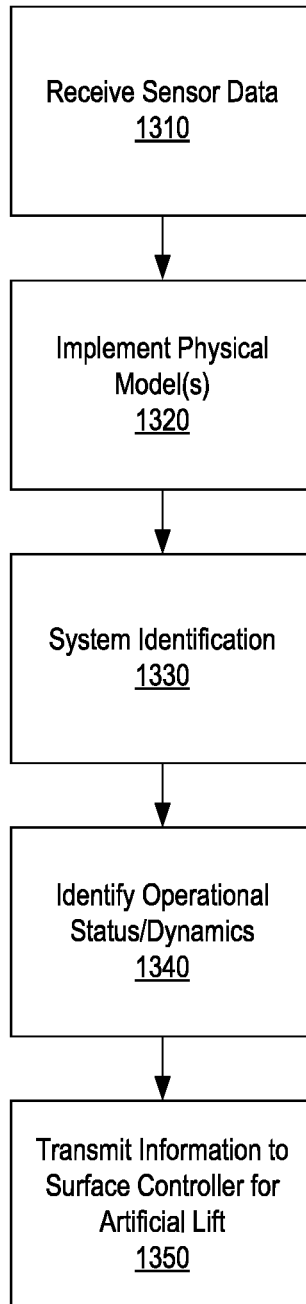 Receive Sensor Data
1310
Implement Physical
Model(s)
1320
System Identification
1330
Identify Operational
Status/Dynamics
1340
Transmit Information to
Surface Controller for
Artificial Lift
1350